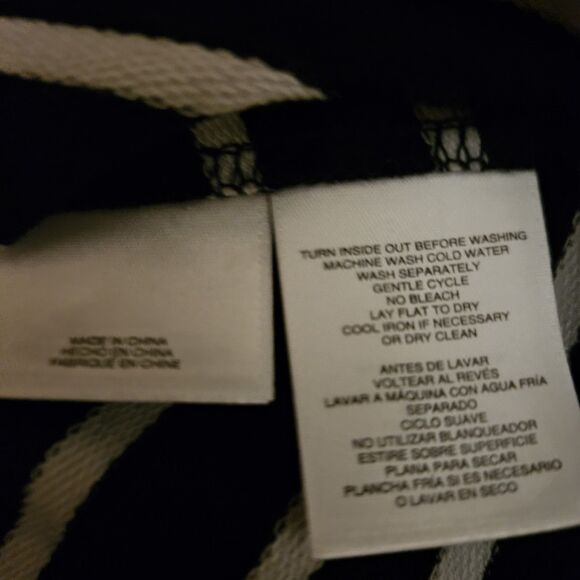 MADE IN CHINA
HECHO EN CHINA
FABRIQUÉ EN CHINE
TURN INSIDE OUT BEFORE WASHING
MACHINE WASH COLD WATER
WASH SEPARATELY
GENTLE CYCLE
NO BLEACH
LAY FLAT TO DRY
COOL IRON IF NECESSARY
OR DRY CLEAN
ANTES DE LAVAR
VOLTEAR AL REVÉS
LAVAR A MÁQUINA CON AGUA FRÍA
SEPARADO
CICLO SUAVE
NO UTILIZAR BLANQUEADOR
ESTIRE SOBRE SUPERFICIE
PLANA PARA SECAR
PLANCHA FRÍA SI ES NECESARIO
O LAVAR EN SECO